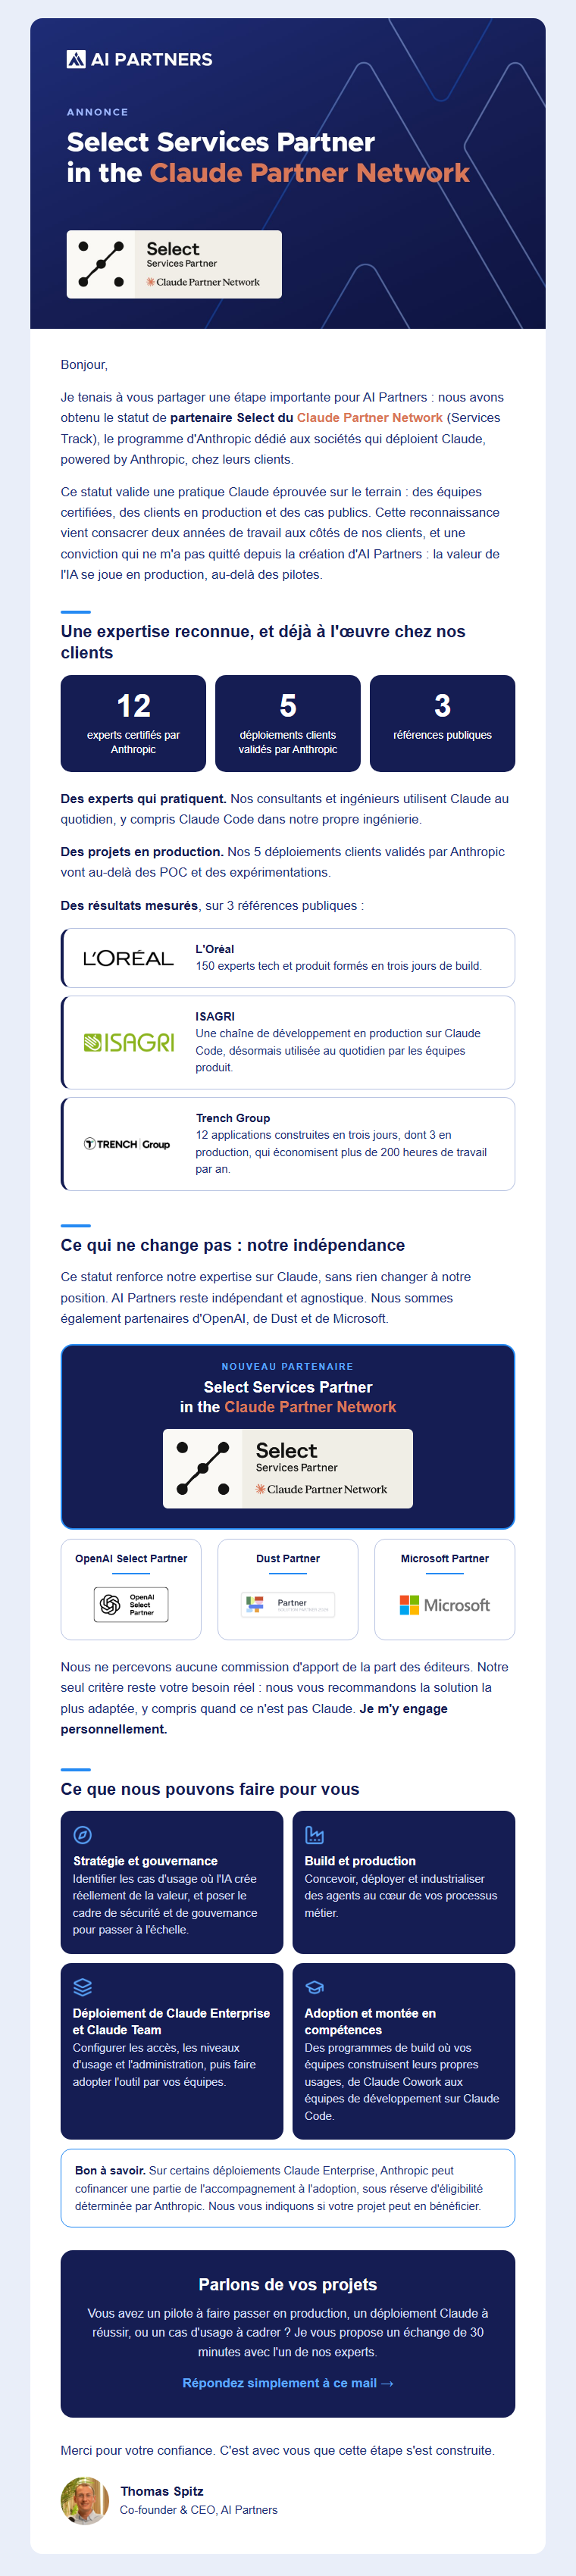 AI PARTNERS
ANNONCE
Select Services Partner
in the Claude Partner Network
Select
Services Partner
Claude Partner Network
Bonjour,
Je tenais à vous partager une étape importante pour AI Partners : nous avons
obtenu le statut de partenaire Select du Claude Partner Network (Services
Track), le programme d'Anthropic dédié aux sociétés qui déploient Claude,
powered by Anthropic, chez leurs clients.
Ce statut valide une pratique Claude éprouvée sur le terrain : des équipes
certifiées, des clients en production et des cas publics. Cette reconnaissance
vient consacrer deux années de travail aux côtés de nos clients, et une
conviction qui ne m'a pas quitté depuis la création d'AI Partners : la valeur de
l'IA se joue en production, au-delà des pilotes.
Une expertise reconnue, et déjà à l'œuvre chez nos
clients
12
experts certifiés par
Anthropic
5
déploiements clients
validés par Anthropic
3
références publiques
Des experts qui pratiquent. Nos consultants et ingénieurs utilisent Claude au
quotidien, y compris Claude Code dans notre propre ingénierie.
Des projets en production. Nos 5 déploiements clients validés par Anthropic
vont au-delà des POC et des expérimentations.
Des résultats mesurés, sur 3 références publiques :
L'ORÉAL
L'Oréal
150 experts tech et produit formés en trois jours de build.
ISAGRI
ISAGRI
Une chaîne de développement en production sur Claude
Code, désormais utilisée au quotidien par les équipes
produit.
TRENCH Group
Trench Group
12 applications construites en trois jours, dont 3 en
production, qui économisent plus de 200 heures de travail
par an.
Ce qui ne change pas : notre indépendance
Ce statut renforce notre expertise sur Claude, sans rien changer à notre
position. AI Partners reste indépendant et agnostique. Nous sommes
également partenaires d'OpenAI, de Dust et de Microsoft.
NOUVEAU PARTENAIRE
Select Services Partner
in the Claude Partner Network
Select
Services Partner
Claude Partner Network
OpenAI Select Partner
OpenAI
Select
Partner
Dust Partner
Partner
Microsoft Partner
Microsoft
Nous ne percevons aucune commission d'apport de la part des éditeurs. Notre
seul critère reste votre besoin réel : nous vous recommandons la solution la
plus adaptée, y compris quand ce n'est pas Claude. Je m'y engage
personnellement.
Ce que nous pouvons faire pour vous
Stratégie et gouvernance
Identifier les cas d'usage où l'IA crée
réellement de la valeur, et poser le
cadre de sécurité et de gouvernance
pour passer à l'échelle.
Build et production
Concevoir, déployer et industrialiser
des agents au cœur de vos processus
métier.
Déploiement de Claude Enterprise
et Claude Team
Configurer les accès, les niveaux
d'usage et l'administration, puis faire
adopter l'outil par vos équipes.
Adoption et montée en
compétences
Des programmes de build où vos
équipes construisent leurs propres
usages, de Claude Cowork aux
équipes de développement sur Claude
Code.
Bon à savoir. Sur certains déploiements Claude Enterprise, Anthropic peut
cofinancer une partie de l'accompagnement à l'adoption, sous réserve d'éligibilité
déterminée par Anthropic. Nous vous indiquons si votre projet peut en bénéficier.
Parlons de vos projets
Vous avez un pilote à faire passer en production, un déploiement Claude à
réussir, ou un cas d'usage à cadrer ? Je vous propose un échange de 30
minutes avec l'un de nos experts.
Répondez simplement à ce mail →
Merci pour votre confiance. C'est avec vous que cette étape s'est construite.
Thomas Spitz
Co-founder & CEO, AI Partners